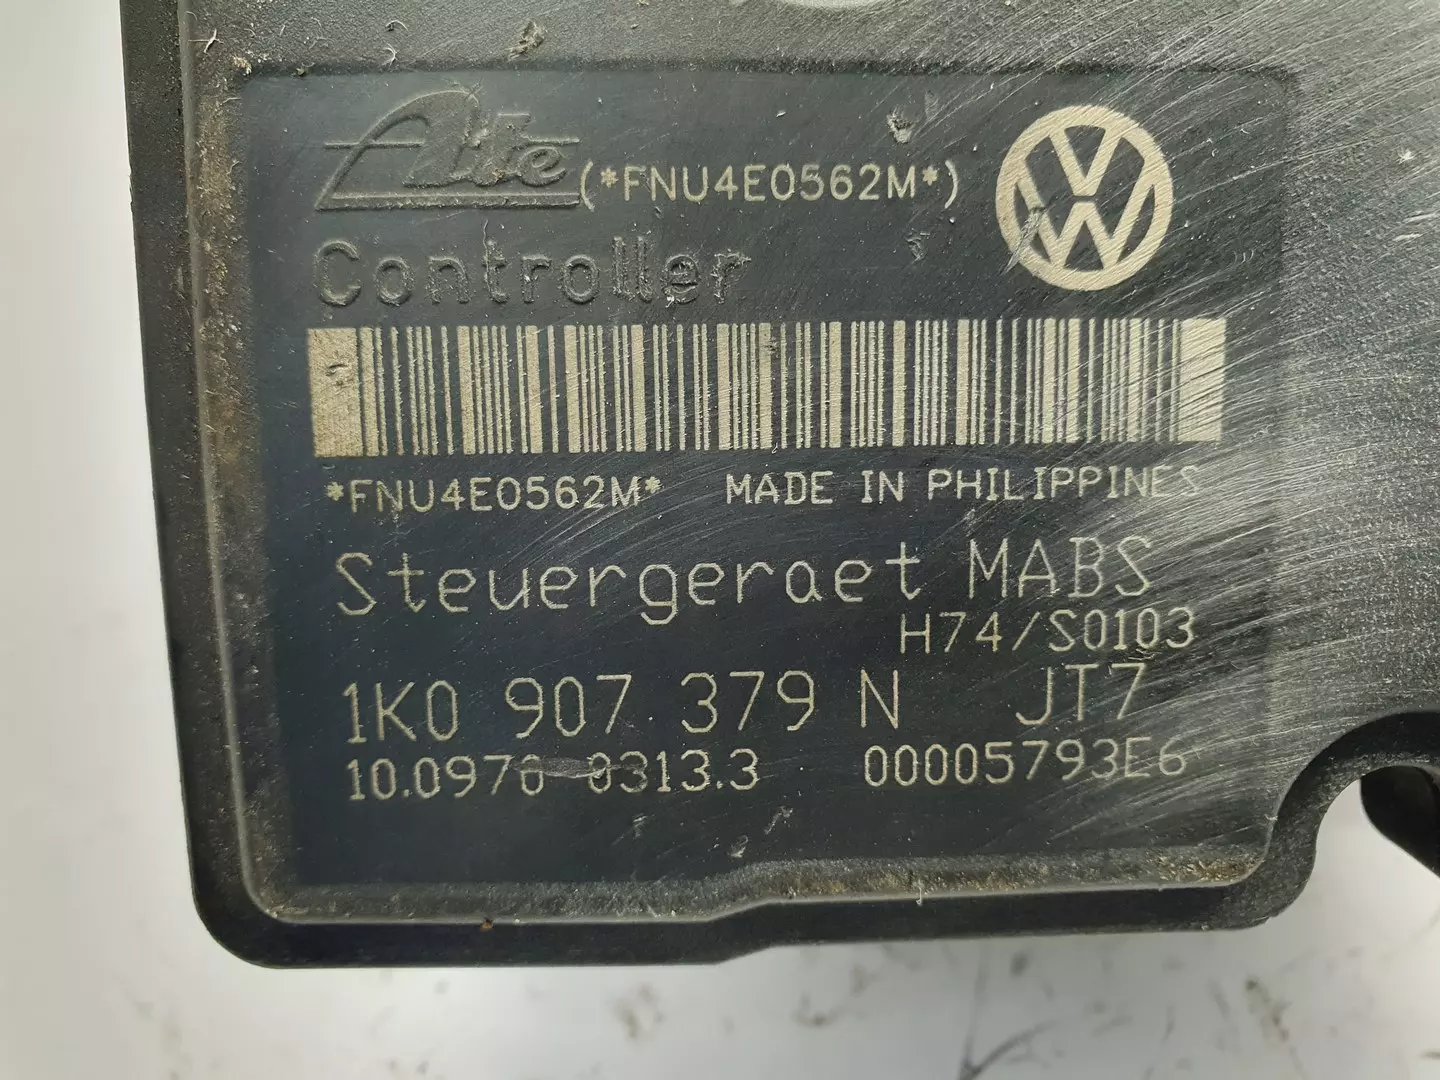 Ate (*FNU4E0562M*)
Controller
*FNU4E0562M* MADE IN PHILIPPINES
Steuergeraet MABS
H74/S0103
1K0 907 379 N JT7
10.0970-0313.3 00005793E6